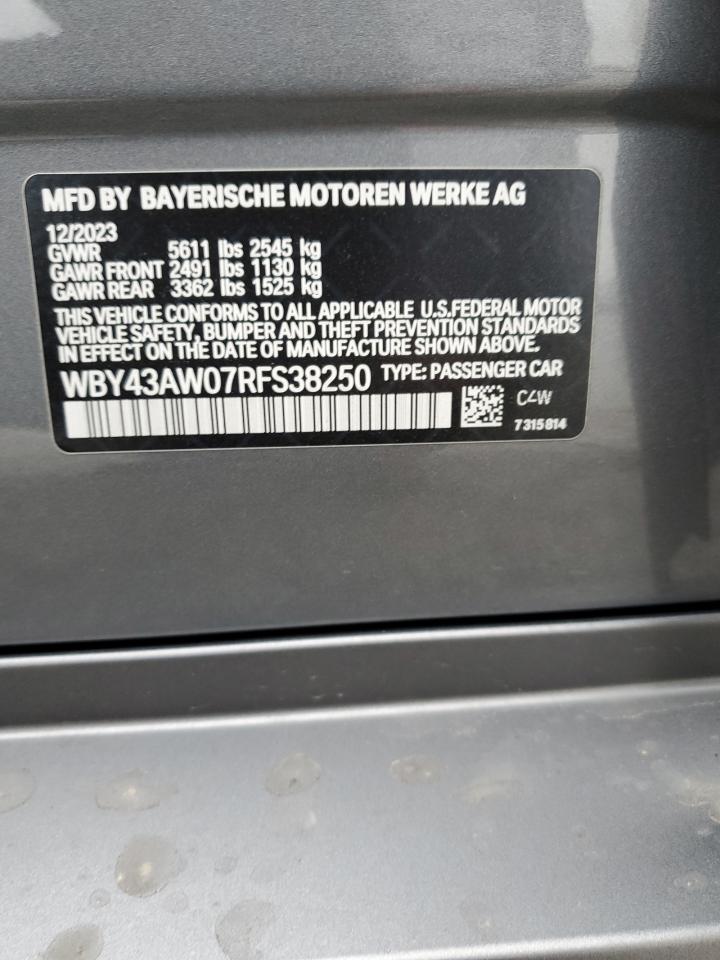 MFD BY BAYERISCHE MOTOREN WERKE AG
12/2023
GVWR 5611 lbs 2545 kg
GAWR FRONT 2491 lbs 1130 kg
GAWR REAR 3362 lbs 1525 kg
THIS VEHICLE CONFORMS TO ALL APPLICABLE U.S.FEDERAL MOTOR
VEHICLE SAFETY, BUMPER AND THEFT PREVENTION STANDARDS
IN EFFECT ON THE DATE OF MANUFACTURE SHOWN ABOVE.
WBY43AW07RFS38250 TYPE: PASSENGER CAR
C4W
7315814